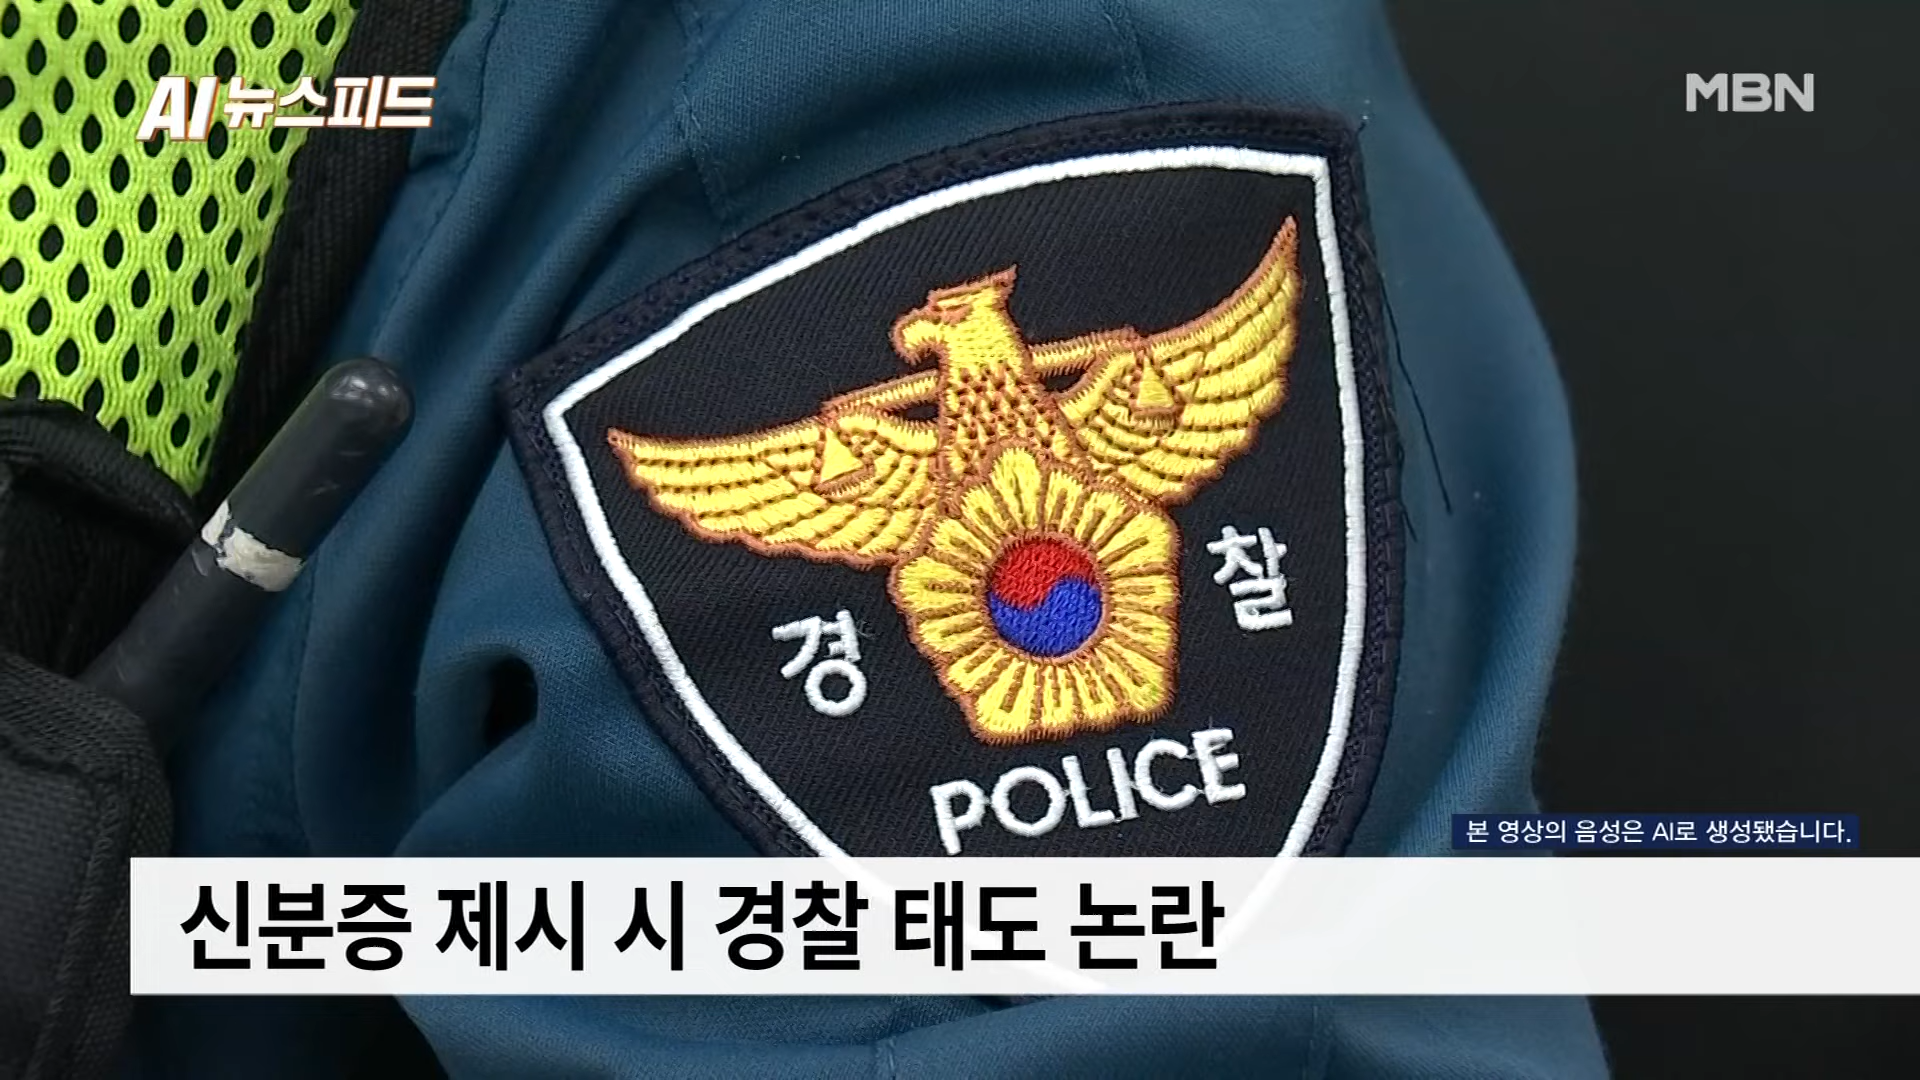 AI 뉴스피드
MBN
경 찰
POLICE
본 영상의 음성은 AI로 생성됐습니다.
신분증 제시 시 경찰 태도 논란